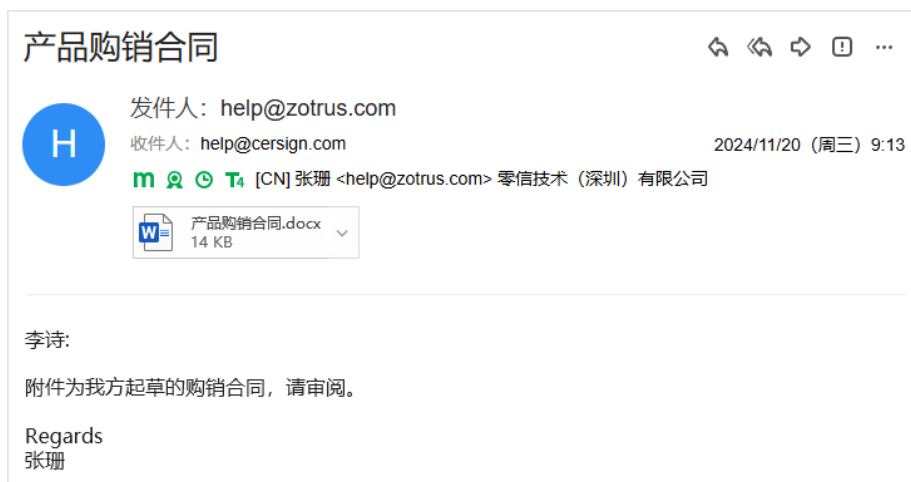 产品购销合同
H
发件人：help@zotrus.com
收件人：help@cersign.com
2024/11/20（周三）9:13
m T4 [CN] 张珊 <help@zotrus.com> 零信技术（深圳）有限公司
W
产品购销合同.docx
14 KB
李诗:
附件为我方起草的购销合同，请审阅。
Regards
张珊